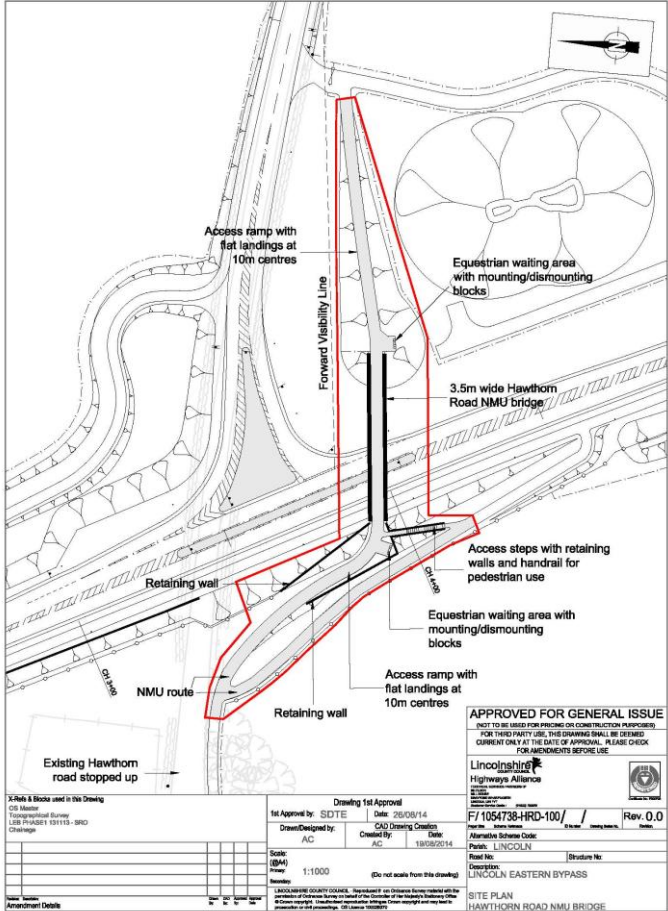 N
Access ramp with
flat landings at
10m centres
Equestrian waiting area
with mounting/dismounting
blocks
Forward Visibility Line
3.5m wide Hawthorn
Road NMU bridge
Access steps with retaining
walls and handrail for
pedestrian use
Retaining wall
CH 4+00
Equestrian waiting area with
mounting/dismounting
blocks
CH 3+00
NMU route
Access ramp with
flat landings at
10m centres
Retaining wall
Existing Hawthorn
road stopped up
APPROVED FOR GENERAL ISSUE
(NOT TO BE USED FOR PRICING OR CONSTRUCTION PURPOSES)
FOR THIRD PARTY USE, THIS DRAWING SHALL BE DEEMED
CURRENT ONLY AT THE DATE OF APPROVAL. PLEASE CHECK
FOR AMENDMENTS BEFORE USE
Lincolnshire
COUNTY COUNCIL
Highways Alliance
X-Refs & Blocks used in this Drawing
OS Master
Topographical Survey
LEB PHASE1 131113 - SRO
Chainage
Drawing 1st Approval
1st Approval by: SDTE Date: 26/08/14
Drawn/Designed by: AC
CAD Drawing Creation
Created By: AC Date: 19/08/2014
Scale: (@A4)
Primary: 1:1000 (Do not scale from this drawing)
Secondary:
F/ 1054738-HRD-100/ / Rev. 0.0
Alternative Scheme Code:
Parish: LINCOLN
Road No: Structure No:
Description:
LINCOLN EASTERN BYPASS
SITE PLAN
HAWTHORN ROAD NMU BRIDGE
Amendment Details